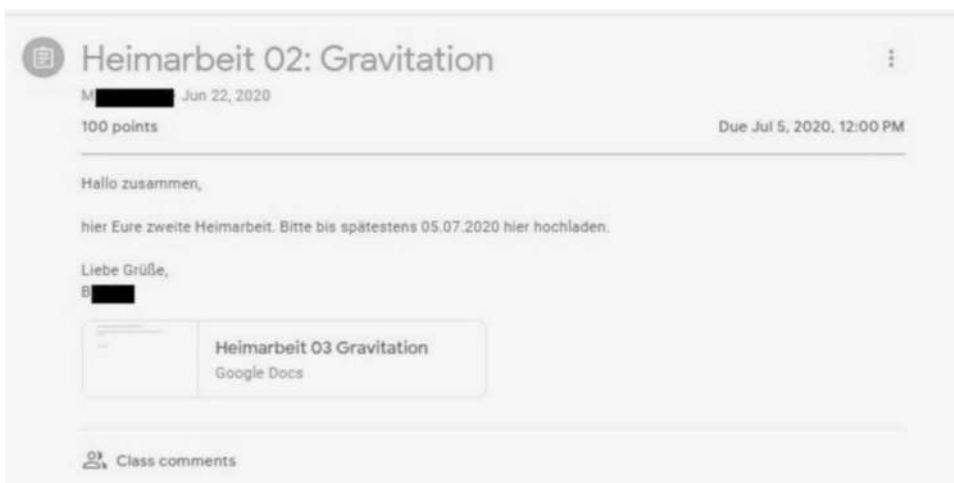 Heimarbeit 02: Gravitation
M Jun 22, 2020
100 points Due Jul 5, 2020, 12:00 PM
Hallo zusammen,
hier Eure zweite Heimarbeit. Bitte bis spätestens 05.07.2020 hier hochladen.
Liebe Grüße,
B
Heimarbeit 03 Gravitation
Google Docs
Class comments